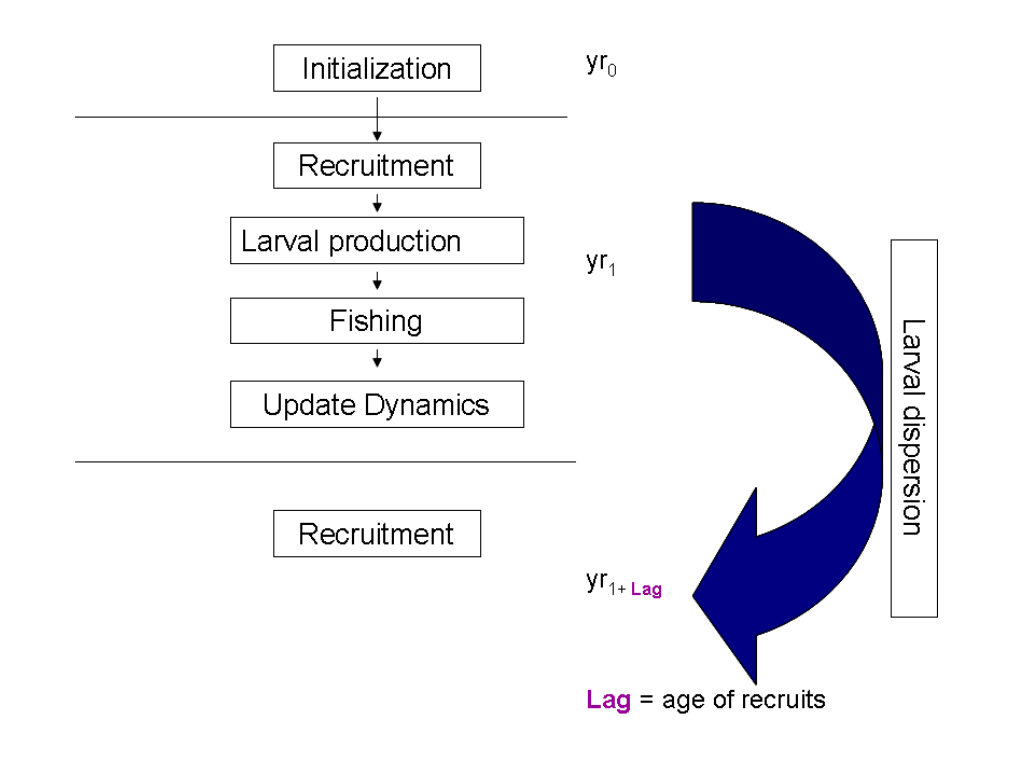 Initialization
yr0
Recruitment
Larval production
yr1
Fishing
Update Dynamics
Larval dispersion
Recruitment
yr1+ Lag
Lag = age of recruits